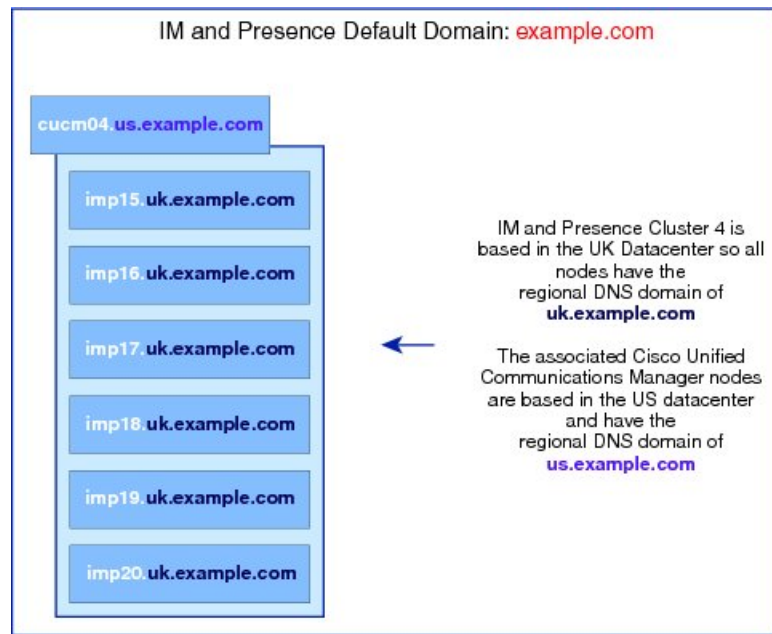 IM and Presence Default Domain: example.com
cucm04.us.example.com
imp15.uk.example.com
imp16.uk.example.com
imp17.uk.example.com
imp18.uk.example.com
imp19.uk.example.com
imp20.uk.example.com
IM and Presence Cluster 4 is
based in the UK Datacenter so all
nodes have the
regional DNS domain of
uk.example.com
The associated Cisco Unified
Communications Manager nodes
are based in the US datacenter
and have the
regional DNS domain of
us.example.com